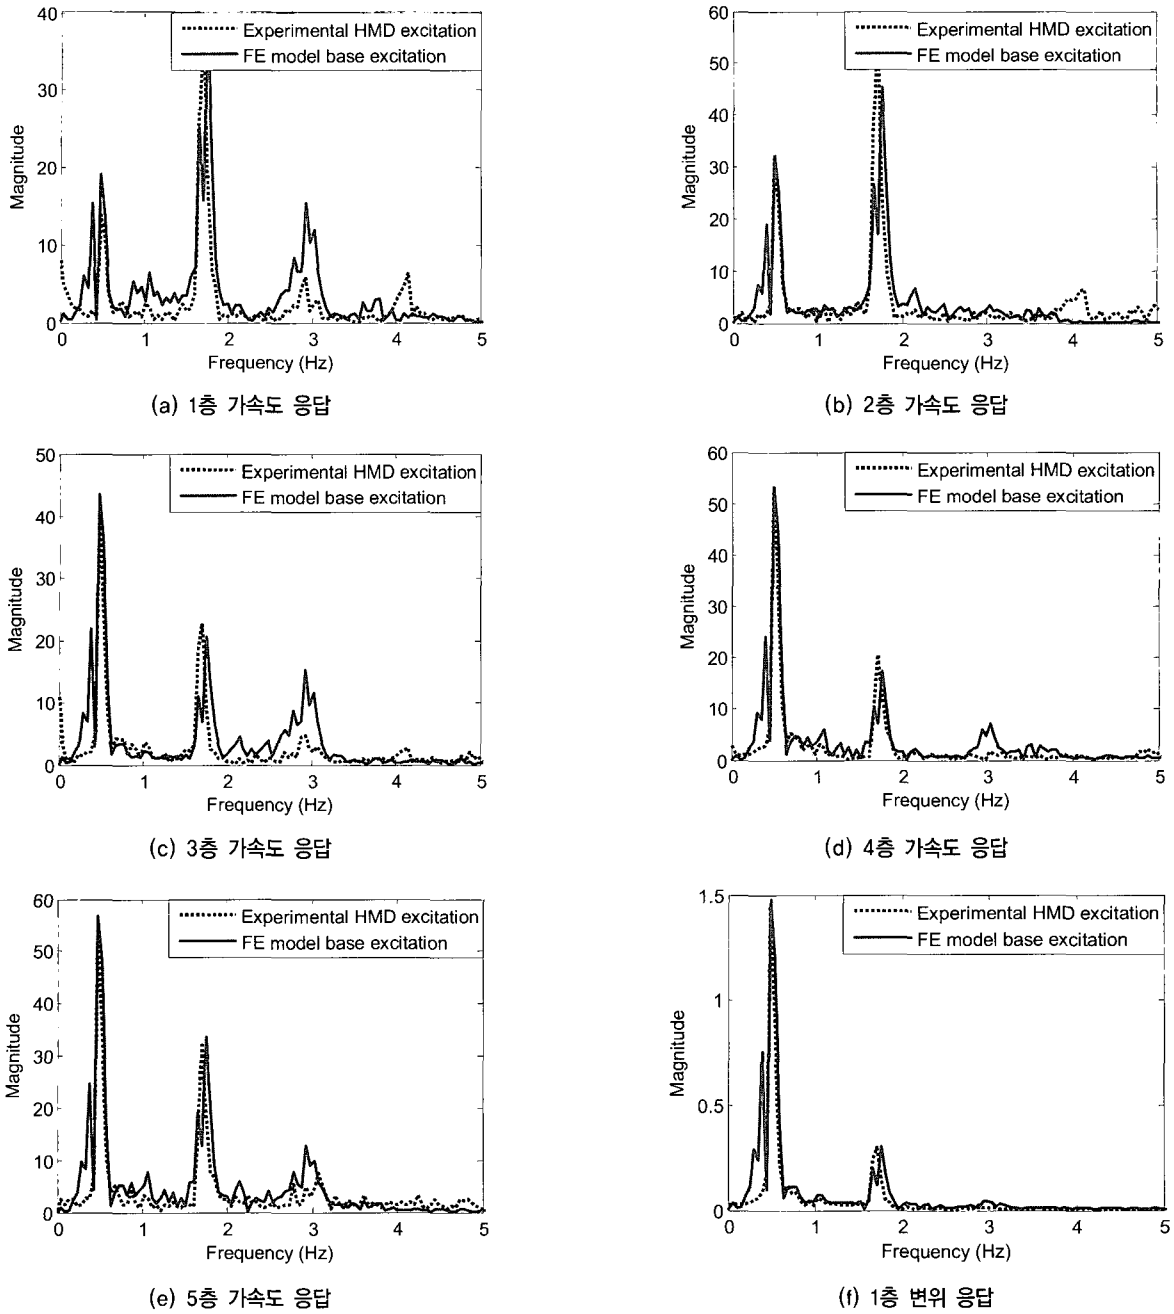 Experimental HMD excitation
FE model base excitation
Magnitude
40
30
20
10
0
0 1 2 3 4 5
Frequency (Hz)
(a) 1층 가속도 응답
Experimental HMD excitation
FE model base excitation
Magnitude
60
50
40
30
20
10
0
0 1 2 3 4 5
Frequency (Hz)
(b) 2층 가속도 응답
Experimental HMD excitation
FE model base excitation
Magnitude
50
40
30
20
10
0
0 1 2 3 4 5
Frequency (Hz)
(c) 3층 가속도 응답
Experimental HMD excitation
FE model base excitation
Magnitude
60
50
40
30
20
10
0
0 1 2 3 4 5
Frequency (Hz)
(d) 4층 가속도 응답
Experimental HMD excitation
FE model base excitation
Magnitude
60
50
40
30
20
10
0
0 1 2 3 4 5
Frequency (Hz)
(e) 5층 가속도 응답
Experimental HMD excitation
FE model base excitation
Magnitude
1.5
1
0.5
0
0 1 2 3 4 5
Frequency (Hz)
(f) 1층 변위 응답